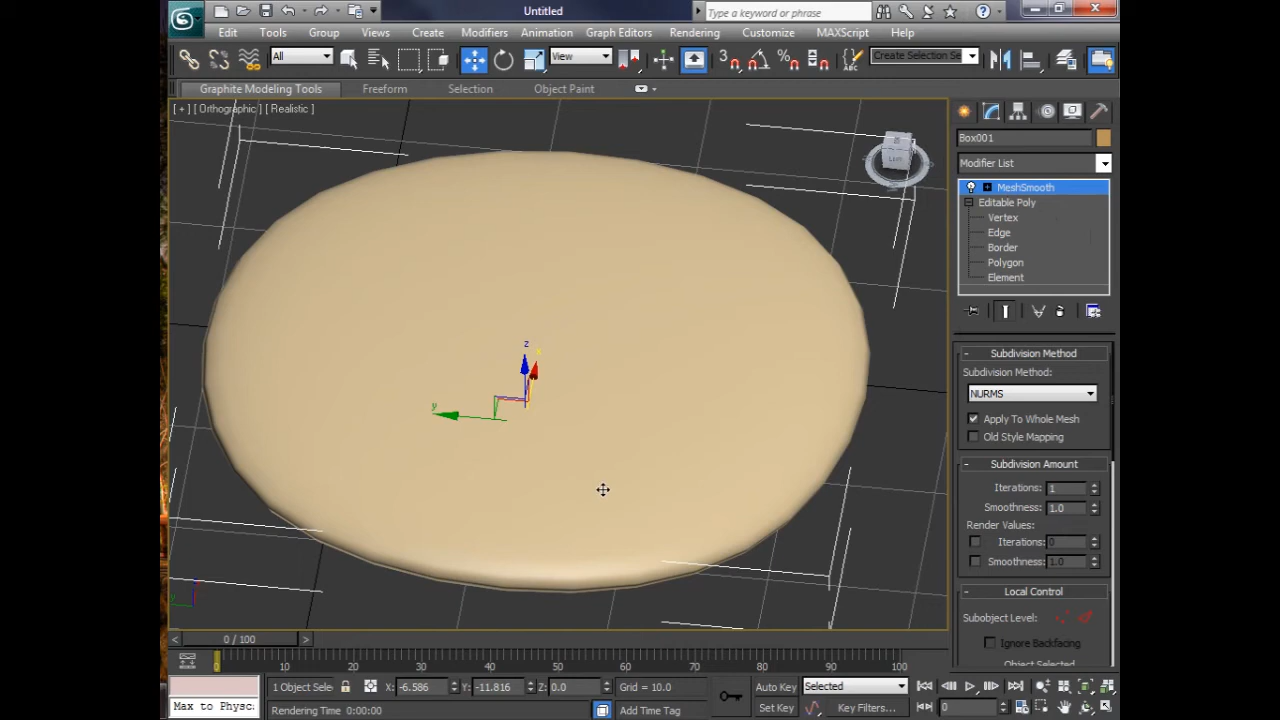 Untitled
Type a keyword or phrase
Edit Tools Group Views Create Modifiers Animation Graph Editors Rendering Customize MAXScript Help
All View 3 Create Selection Se
Graphite Modeling Tools Freeform Selection Object Paint
[ + ] [ Orthographic ] [ Realistic ]
Box001
Modifier List
MeshSmooth
Editable Poly
Vertex
Edge
Border
Polygon
Element
z
x
y
Subdivision Method
Subdivision Method:
NURMS
Apply To Whole Mesh
Old Style Mapping
Subdivision Amount
Iterations: 1
Smoothness: 1.0
Render Values:
Iterations: 0
Smoothness: 1.0
Local Control
Subobject Level:
Ignore Backfacing
Object Selected
y
< 0 / 100 >
0 10 20 30 40 50 60 70 80 90 100
1 Object Sele X: -6.586 Y: -11.816 Z: 0.0 Grid = 10.0 Auto Key Selected
Max to Physc: Rendering Time 0:00:00 Add Time Tag Set Key Key Filters... 0